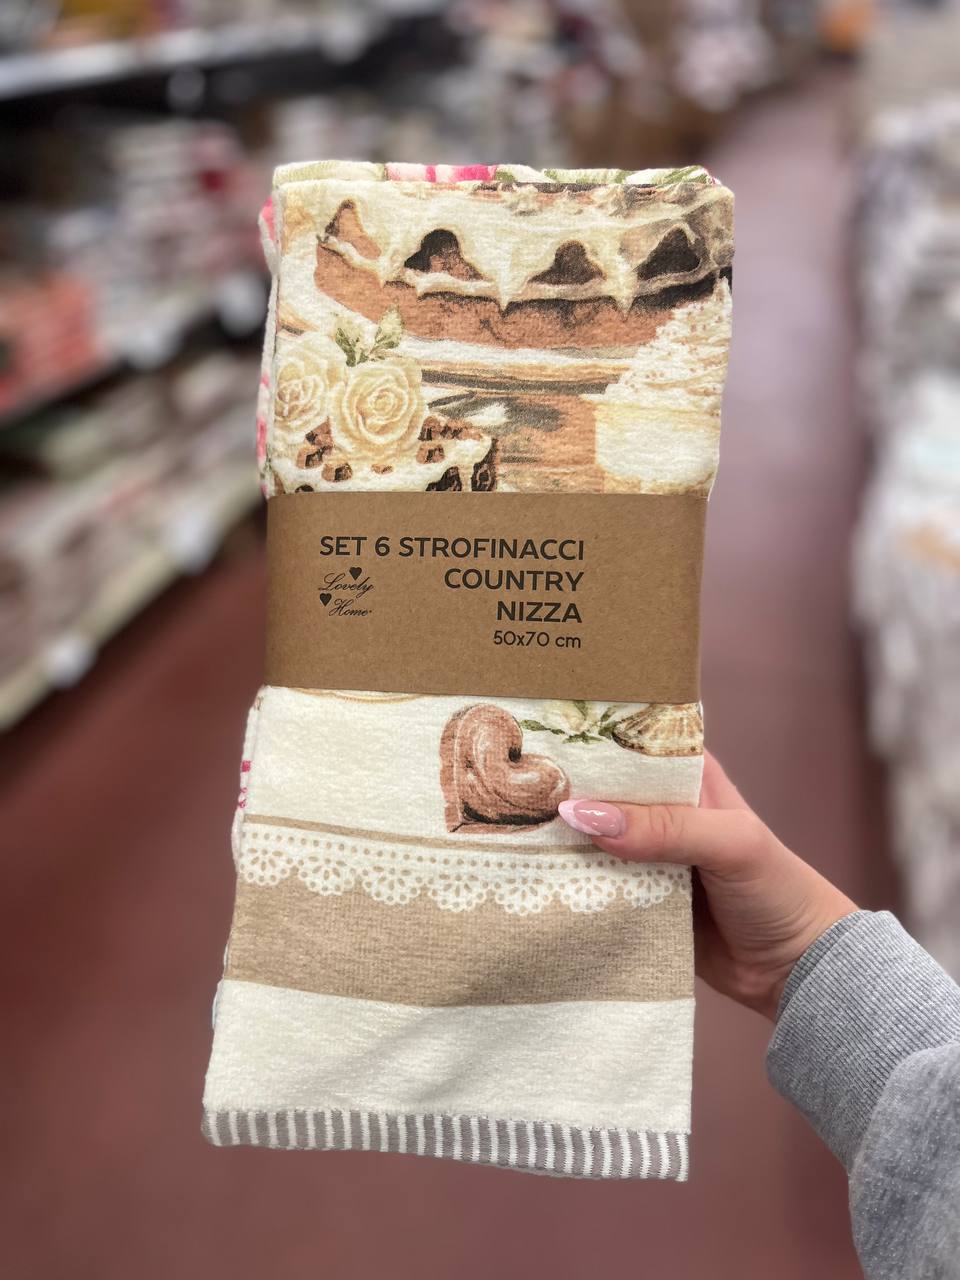 SET 6 STROFINACCI
COUNTRY
NIZZA
50x70 cm
Lovely
Home